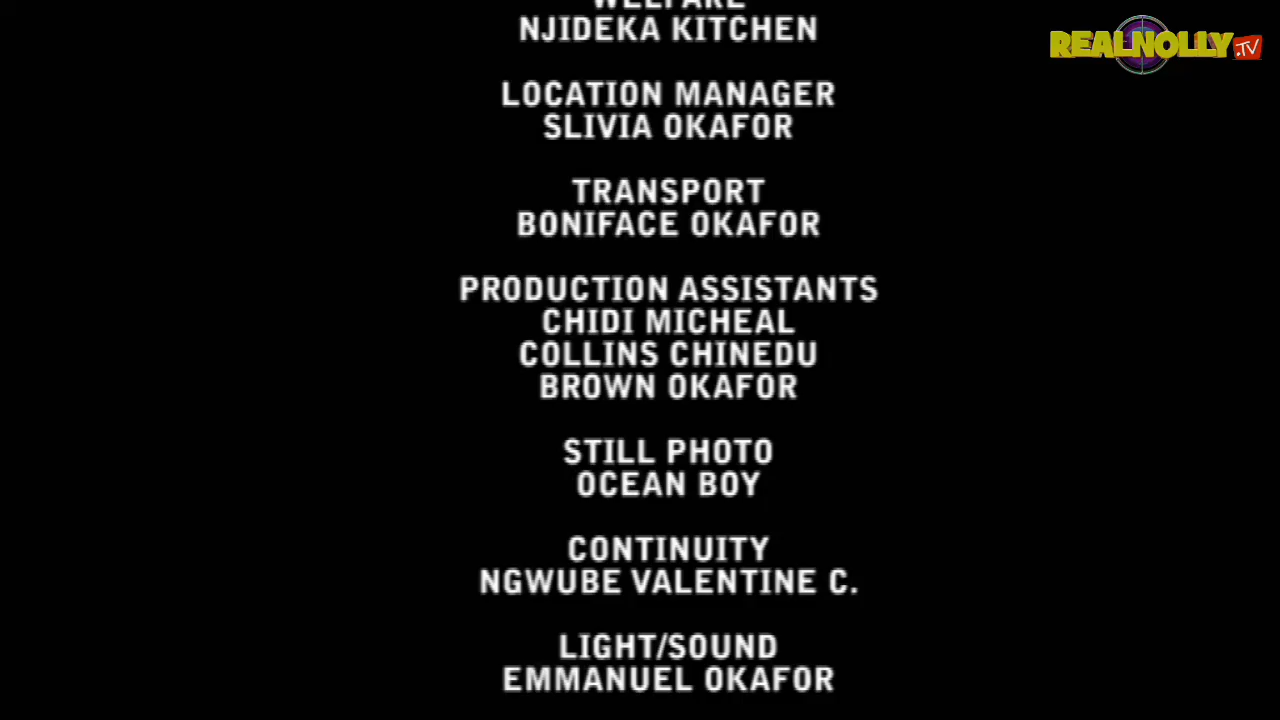 WELFARE
NJIDEKA KITCHEN
REALNOLLY.TV
LOCATION MANAGER
SLIVIA OKAFOR
TRANSPORT
BONIFACE OKAFOR
PRODUCTION ASSISTANTS
CHIDI MICHEAL
COLLINS CHINEDU
BROWN OKAFOR
STILL PHOTO
OCEAN BOY
CONTINUITY
NGWUBE VALENTINE C.
LIGHT/SOUND
EMMANUEL OKAFOR